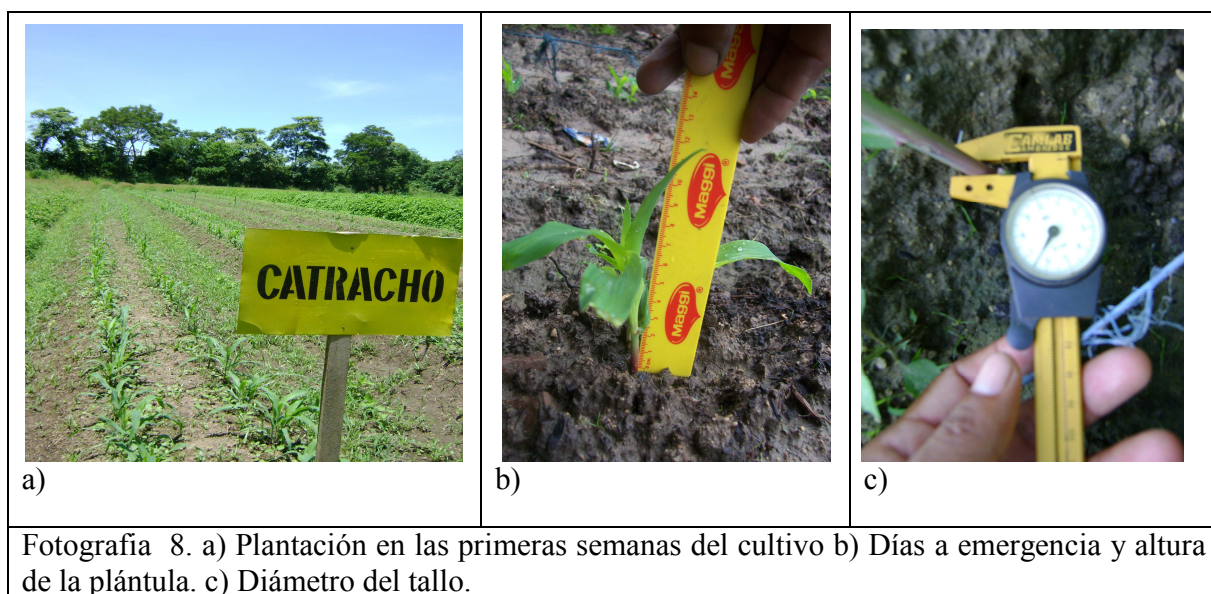 CATRACHO
Maggi
Maggi
Maggi
CAMLAB
a)
b)
c)
Fotografia 8. a) Plantación en las primeras semanas del cultivo b) Días a emergencia y altura
de la plántula. c) Diámetro del tallo.